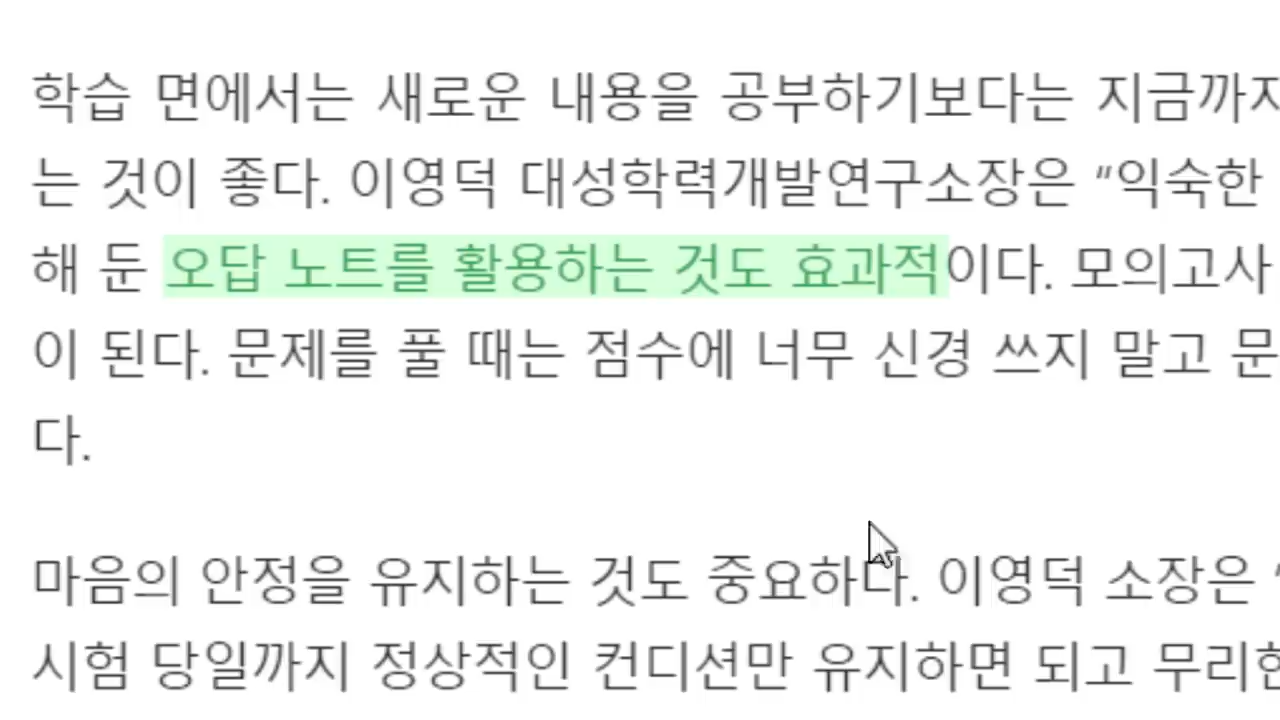 학습 면에서는 새로운 내용을 공부하기보다는 지금까지
는 것이 좋다. 이영덕 대성학력개발연구소장은 “익숙한
해 둔 오답 노트를 활용하는 것도 효과적이다. 모의고사
이 된다. 문제를 풀 때는 점수에 너무 신경 쓰지 말고 문
다.
마음의 안정을 유지하는 것도 중요하다. 이영덕 소장은 “
시험 당일까지 정상적인 컨디션만 유지하면 되고